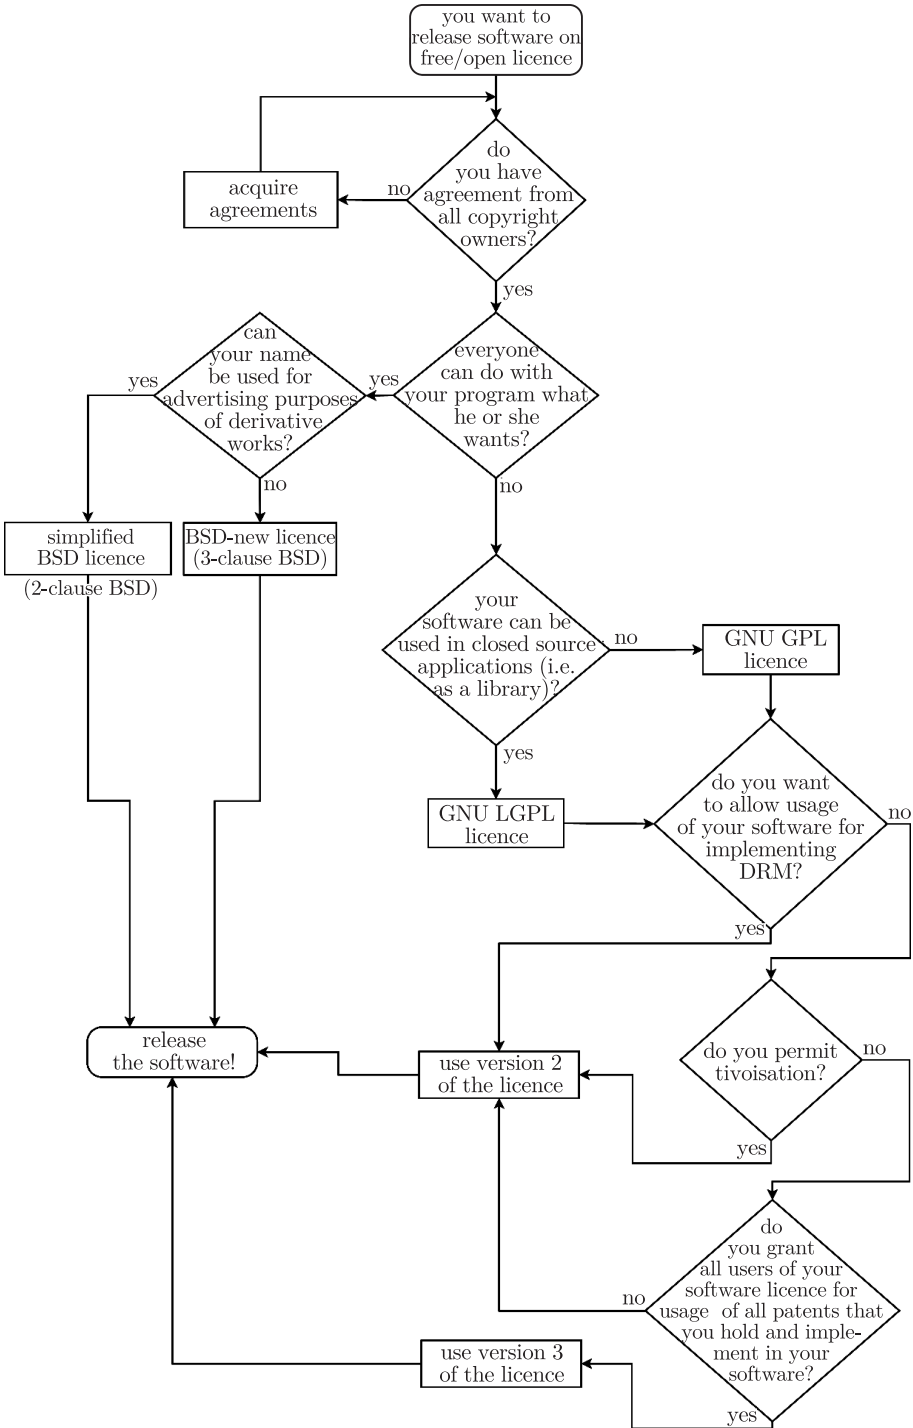 you want to
release software on
free/open licence
do
you have
agreement from
all copyright
owners?
no
acquire
agreements
yes
everyone
can do with
your program what
he or she
wants?
yes
can
your name
be used for
advertising purposes
of derivative
works?
yes
no
simplified
BSD licence
(2-clause BSD)
BSD-new licence
(3-clause BSD)
no
your
software can be
used in closed source
applications (i.e.
as a library)?
no
GNU GPL
licence
yes
GNU LGPL
licence
do you want
to allow usage
of your software for
implementing
DRM?
no
yes
do you permit
tivoisation?
no
yes
use version 2
of the licence
release
the software!
do
you grant
all users of your
software licence for
usage of all patents that
you hold and imple-
ment in your
software?
no
yes
use version 3
of the licence